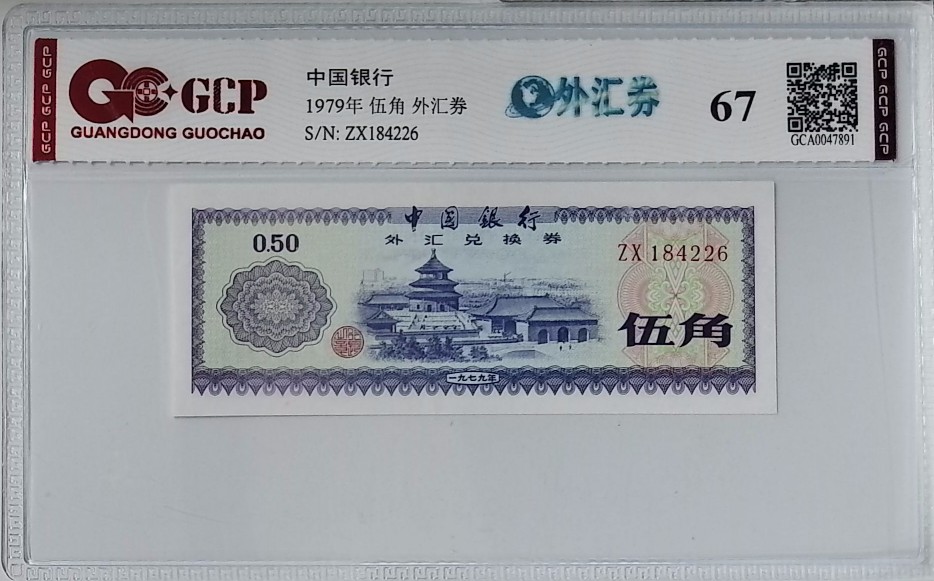 GCP GCP GCP
GCP
GUANGDONG GUOCHAO
中国银行
1979年 伍角 外汇券
S/N: ZX184226
外汇券
67
GCA0047891
GCP GCP GCP
中国銀行
外汇兑换券
0.50
ZX 184226
伍角
一九七九年